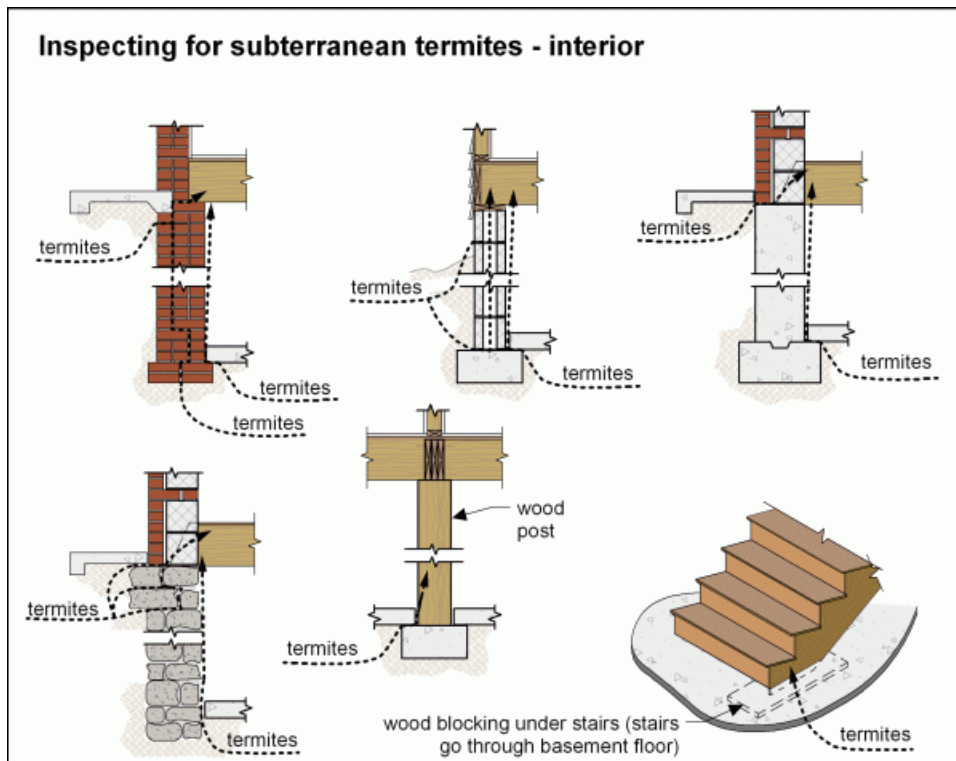 Inspecting for subterranean termites - interior
termites
termites
termites
termites
termites
termites
termites
wood
post
termites
termites
termites
wood blocking under stairs (stairs
go through basement floor)
termites